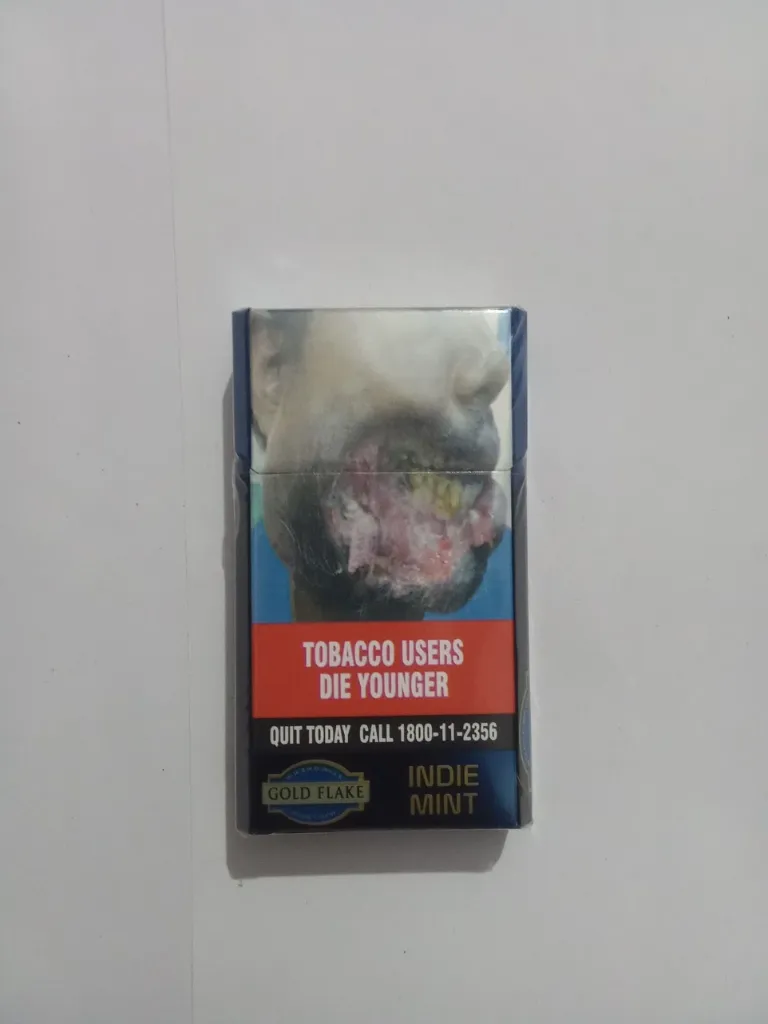 TOBACCO USERS
DIE YOUNGER
QUIT TODAY CALL 1800-11-2356
GOLD FLAKE
INDIE
MINT